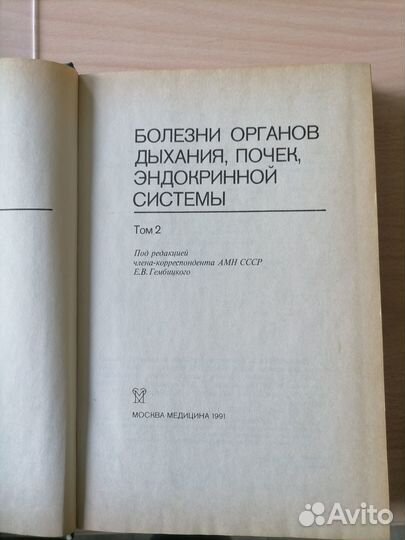 БОЛЕЗНИ ОРГАНОВ
ДЫХАНИЯ, ПОЧЕК,
ЭНДОКРИННОЙ
СИСТЕМЫ
Том 2
Под редакцией
члена-корреспондента АМН СССР
Е.В. Гембицкого
МОСКВА МЕДИЦИНА 1991
Avito